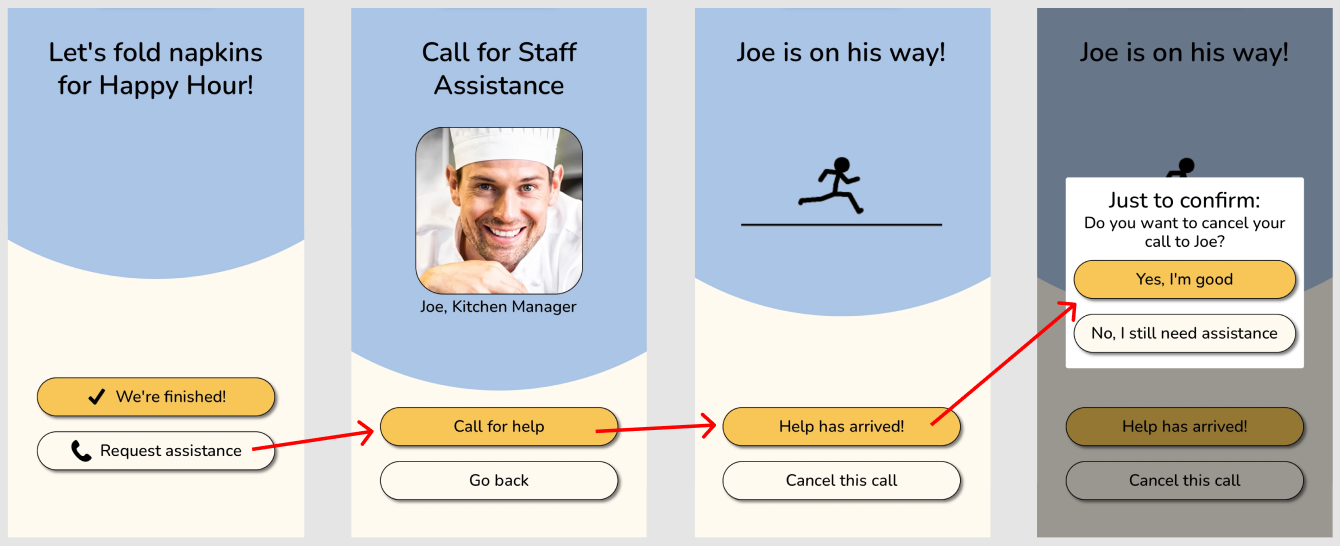 Let's fold napkins
for Happy Hour!
We're finished!
Request assistance
Call for Staff
Assistance
Joe, Kitchen Manager
Call for help
Go back
Joe is on his way!
Help has arrived!
Cancel this call
Joe is on his way!
Just to confirm:
Do you want to cancel your
call to Joe?
Yes, I'm good
No, I still need assistance
Help has arrived!
Cancel this call